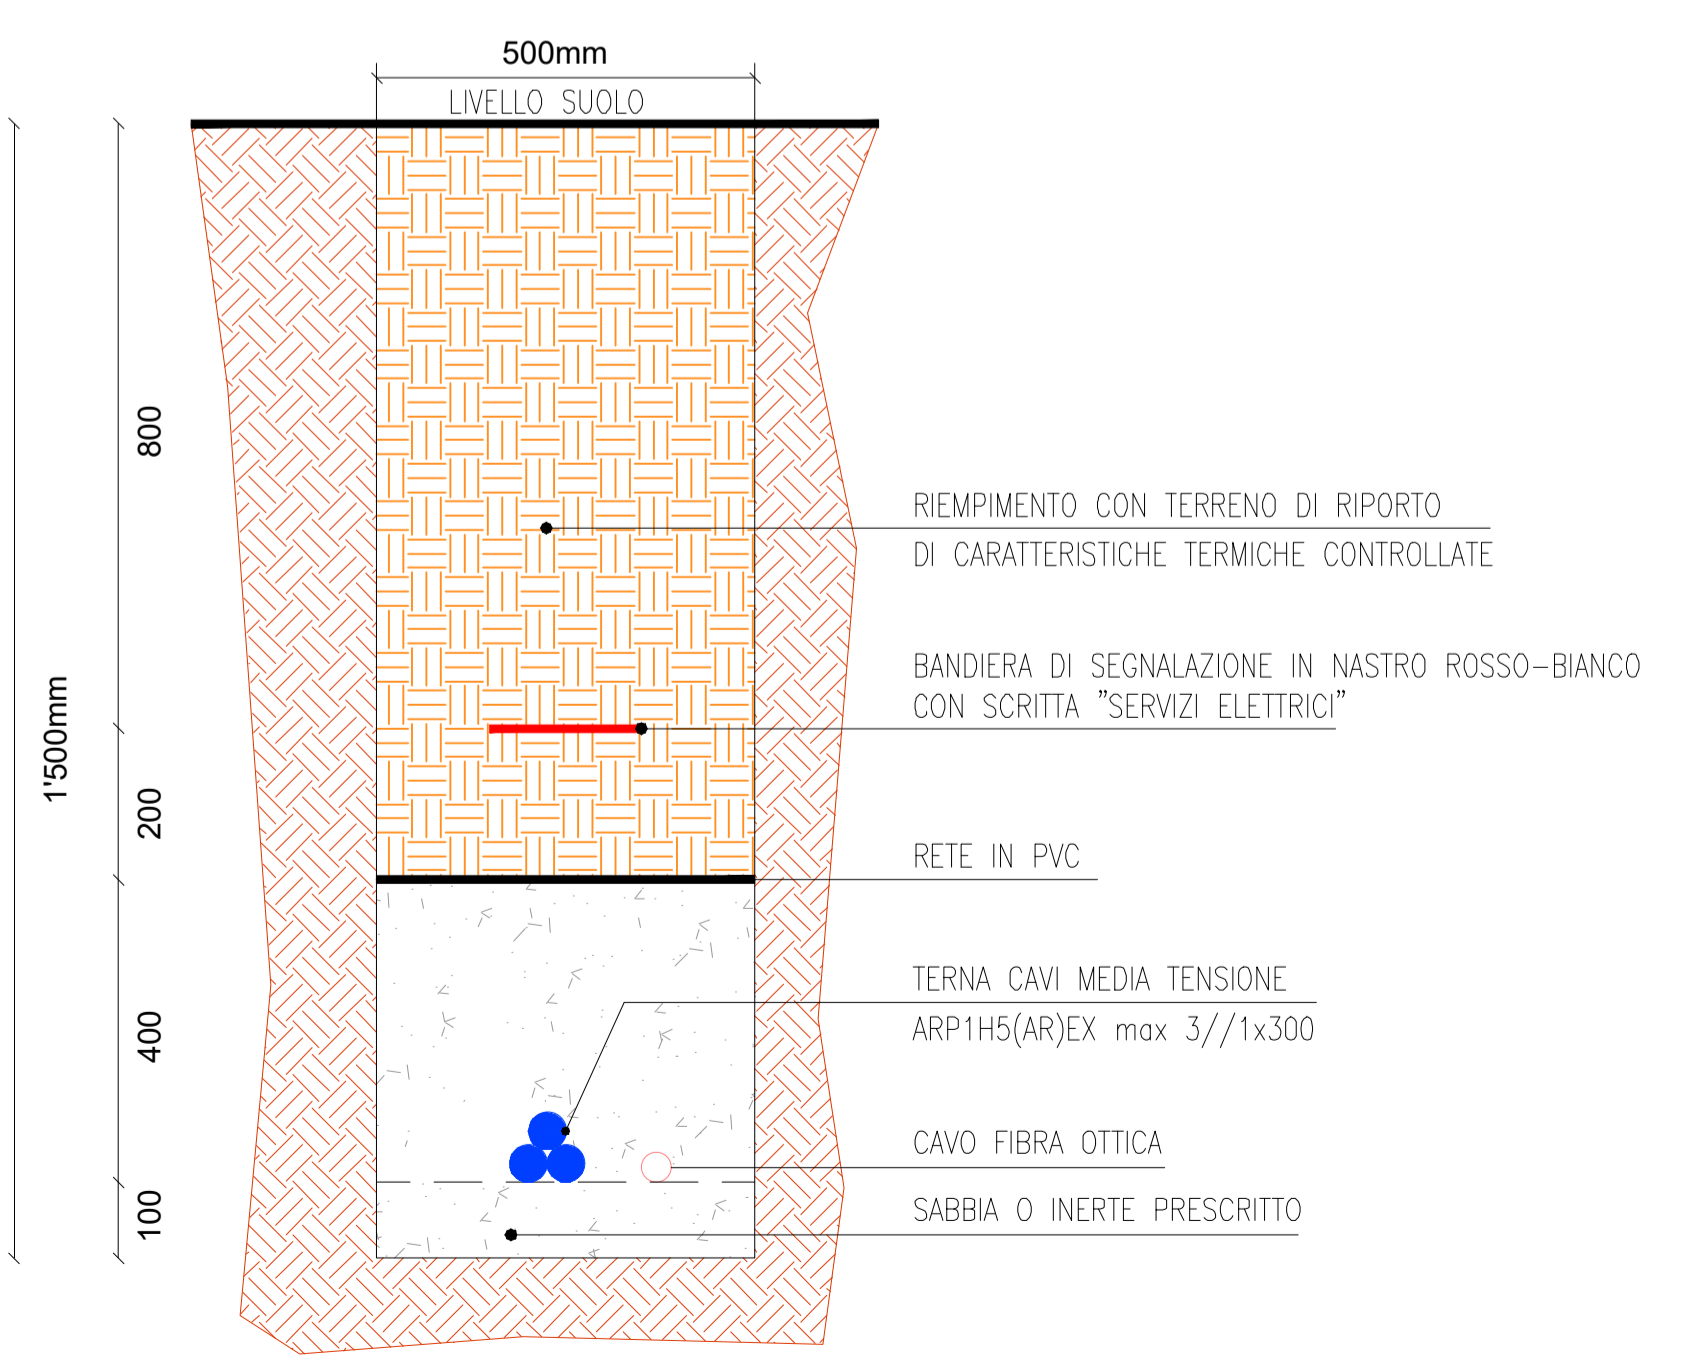 500mm
LIVELLO SUOLO
800
RIEMPIMENTO CON TERRENO DI RIPORTO
DI CARATTERISTICHE TERMICHE CONTROLLATE
BANDIERA DI SEGNALAZIONE IN NASTRO ROSSO-BIANCO
CON SCRITTA "SERVIZI ELETTRICI"
1'500mm
200
RETE IN PVC
TERNA CAVI MEDIA TENSIONE
ARP1H5(AR)EX max 3//1x300
400
CAVO FIBRA OTTICA
100
SABBIA O INERTE PRESCRITTO